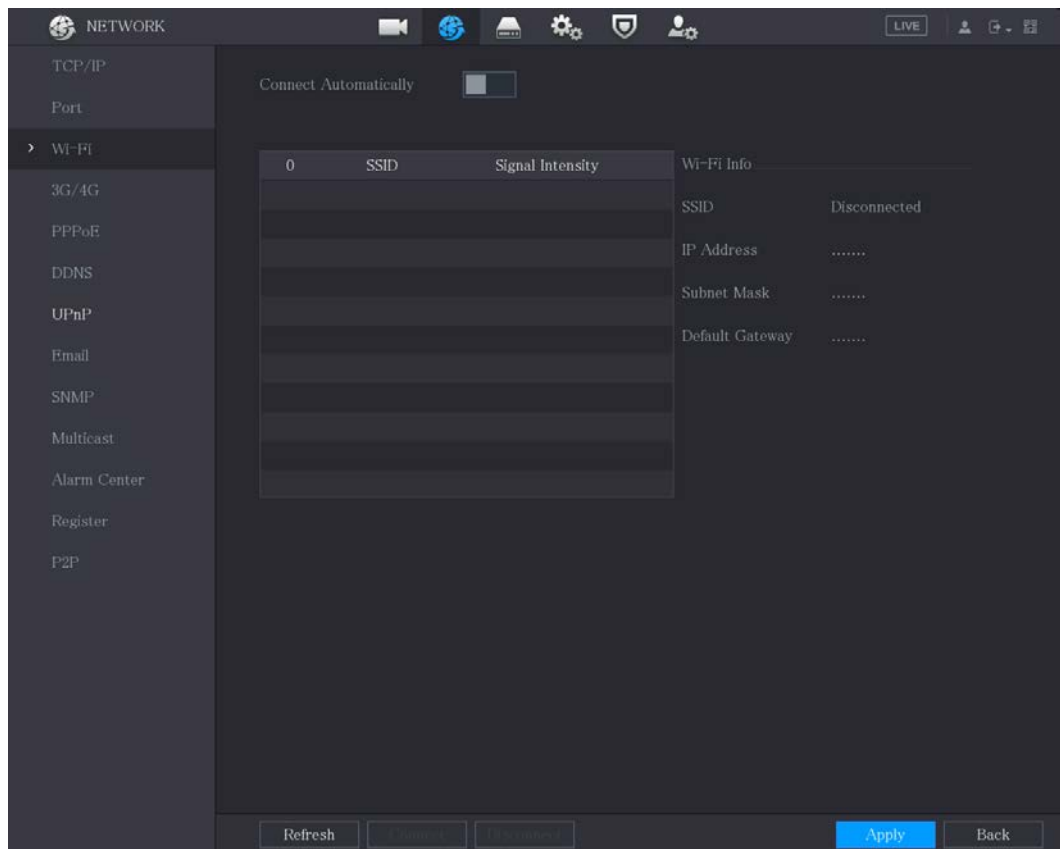 NETWORK
LIVE
TCP/IP
Port
Wi-Fi
3G/4G
PPPoE
DDNS
UPnP
Email
SNMP
Multicast
Alarm Center
Register
P2P
Connect Automatically
0 SSID Signal Intensity
Wi-Fi Info
SSID Disconnected
IP Address .......
Subnet Mask .......
Default Gateway .......
Refresh Connect Disconnect Apply Back